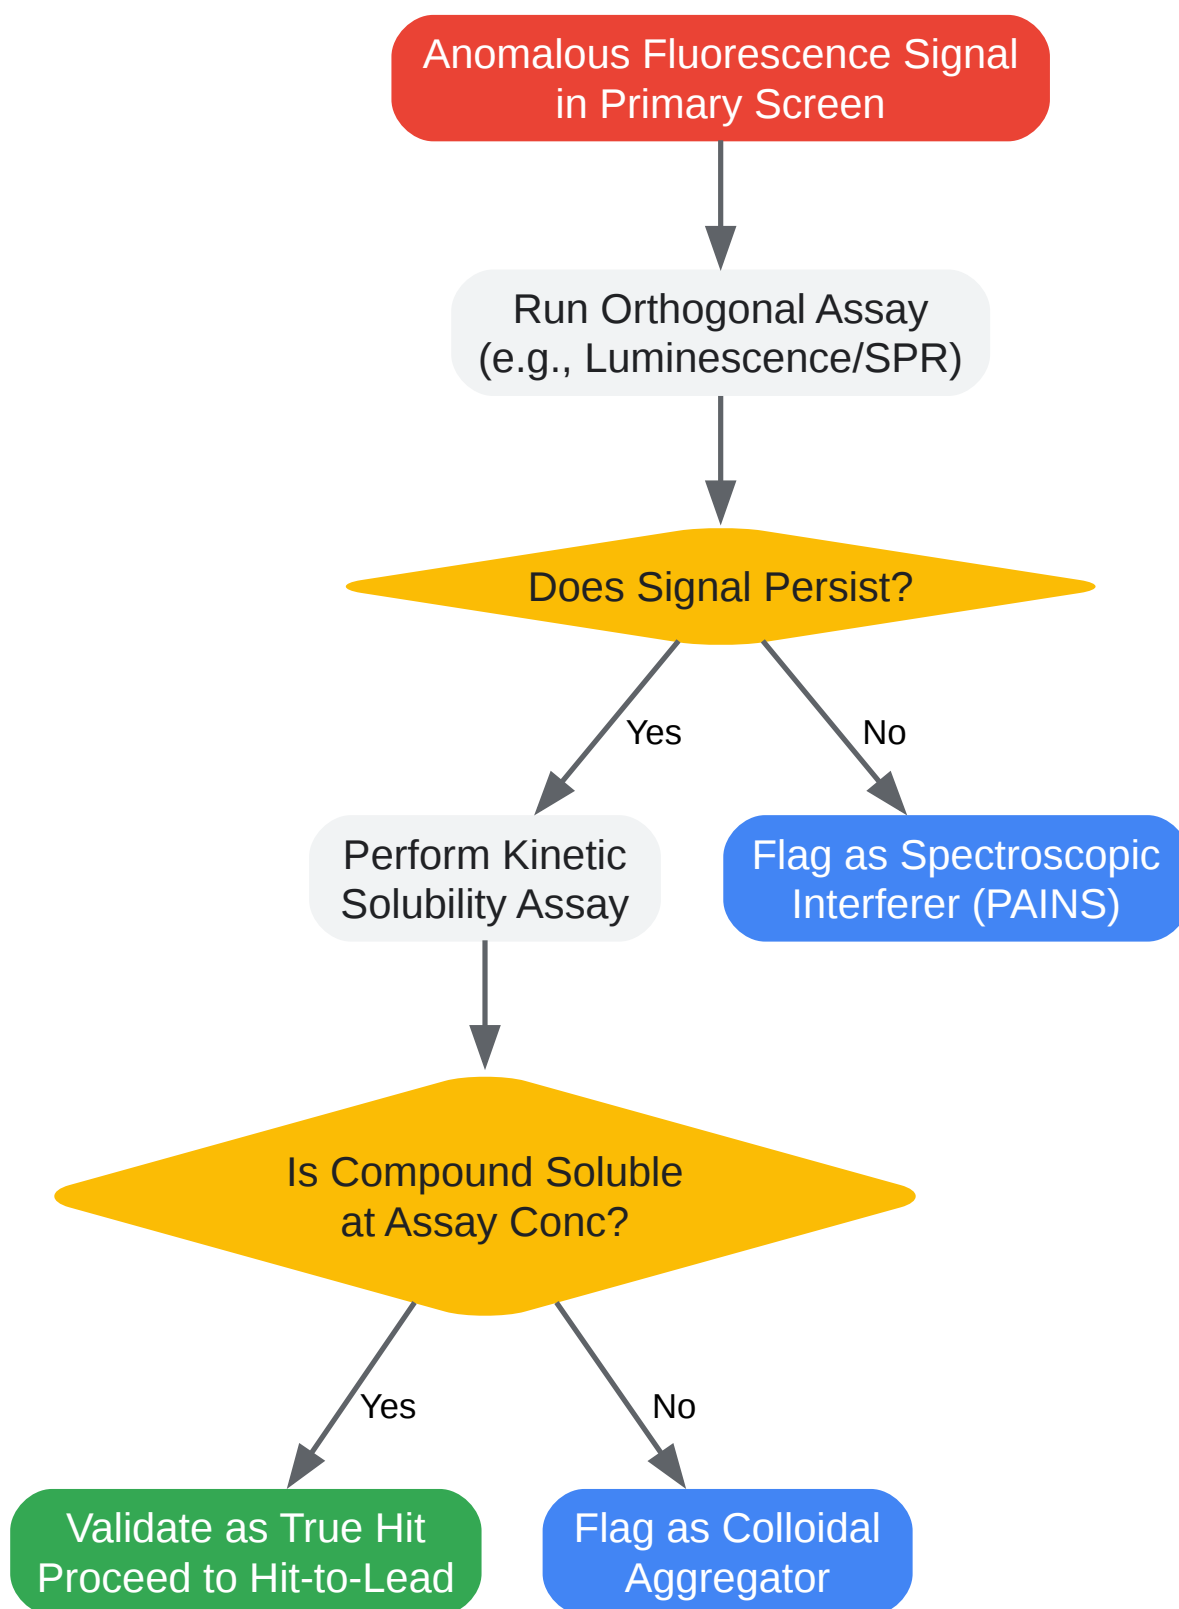 Anomalous Fluorescence Signal
in Primary Screen
Run Orthogonal Assay
(e.g., Luminescence/SPR)
Does Signal Persist?
Yes
No
Perform Kinetic
Solubility Assay
Flag as Spectroscopic
Interferer (PAINS)
Is Compound Soluble
at Assay Conc?
Yes
No
Validate as True Hit
Proceed to Hit-to-Lead
Flag as Colloidal
Aggregator